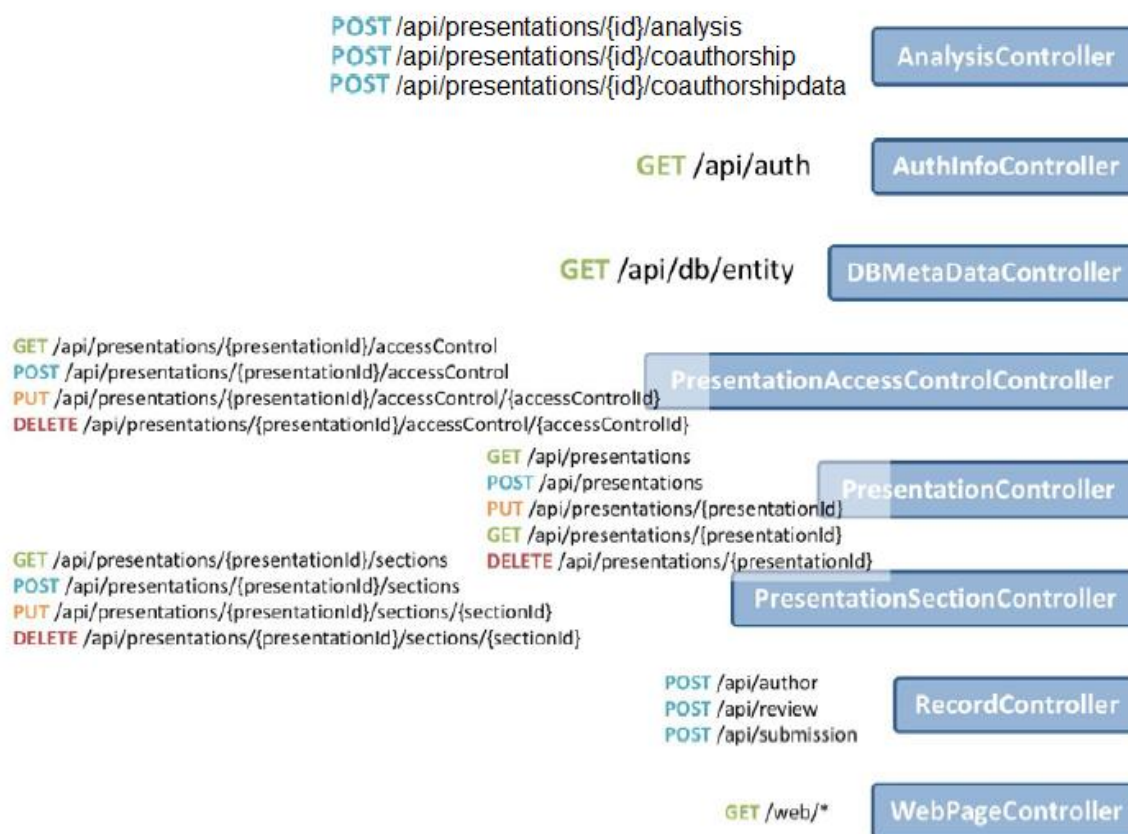 POST /api/presentations/{id}/analysis
POST /api/presentations/{id}/coauthorship
POST /api/presentations/{id}/coauthorshipdata
AnalysisController
GET /api/auth
AuthInfoController
GET /api/db/entity
DBMetaDataController
GET /api/presentations/{presentationId}/accessControl
POST /api/presentations/{presentationId}/accessControl
PUT /api/presentations/{presentationId}/accessControl/{accessControlId}
DELETE /api/presentations/{presentationId}/accessControl/{accessControlId}
PresentationAccessControlController
GET /api/presentations
POST /api/presentations
PUT /api/presentations/{presentationId}
GET /api/presentations/{presentationId}
DELETE /api/presentations/{presentationId}
PresentationController
GET /api/presentations/{presentationId}/sections
POST /api/presentations/{presentationId}/sections
PUT /api/presentations/{presentationId}/sections/{sectionId}
DELETE /api/presentations/{presentationId}/sections/{sectionId}
PresentationSectionController
POST /api/author
POST /api/review
POST /api/submission
RecordController
GET /web/*
WebPageController